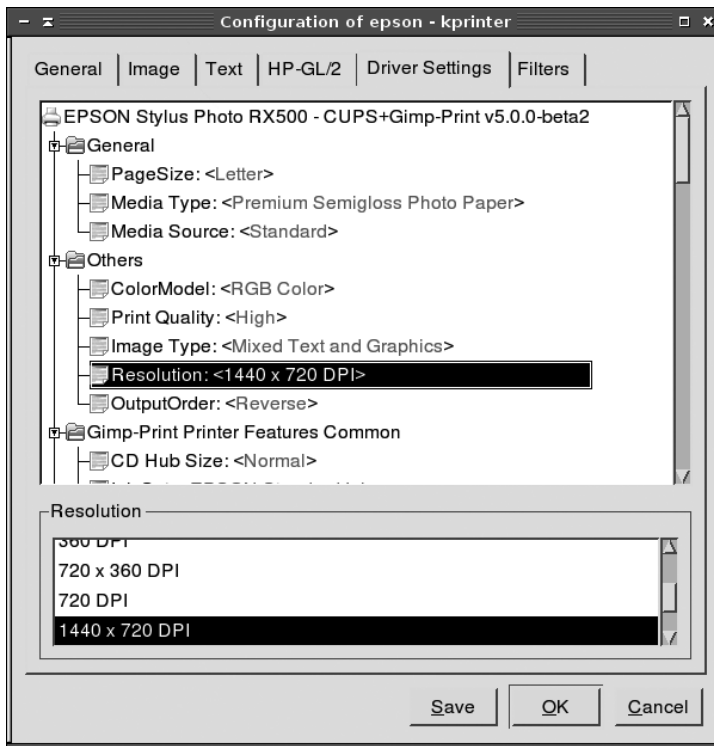 Configuration of epson - kprinter
General Image Text HP-GL/2 Driver Settings Filters
EPSON Stylus Photo RX500 - CUPS+Gimp-Print v5.0.0-beta2
General
PageSize: <Letter>
Media Type: <Premium Semigloss Photo Paper>
Media Source: <Standard>
Others
ColorModel: <RGB Color>
Print Quality: <High>
Image Type: <Mixed Text and Graphics>
Resolution: <1440 x 720 DPI>
OutputOrder: <Reverse>
Gimp-Print Printer Features Common
CD Hub Size: <Normal>
Resolution
360 DPI
720 x 360 DPI
720 DPI
1440 x 720 DPI
Save OK Cancel